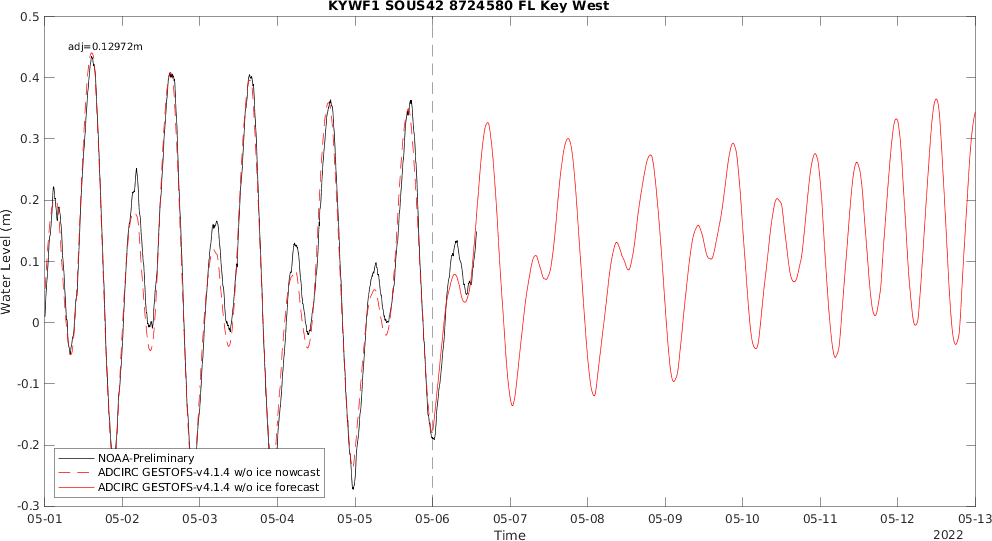 KYWF1 SOUS42 8724580 FL Key West
adj=0.12972m
Water Level (m)
0.5
0.4
0.3
0.2
0.1
0
-0.1
-0.2
-0.3
NOAA-Preliminary
ADCIRC GESTOFS-v4.1.4 w/o ice nowcast
ADCIRC GESTOFS-v4.1.4 w/o ice forecast
05-01 05-02 05-03 05-04 05-05 05-06 05-07 05-08 05-09 05-10 05-11 05-12 05-13
Time
2022